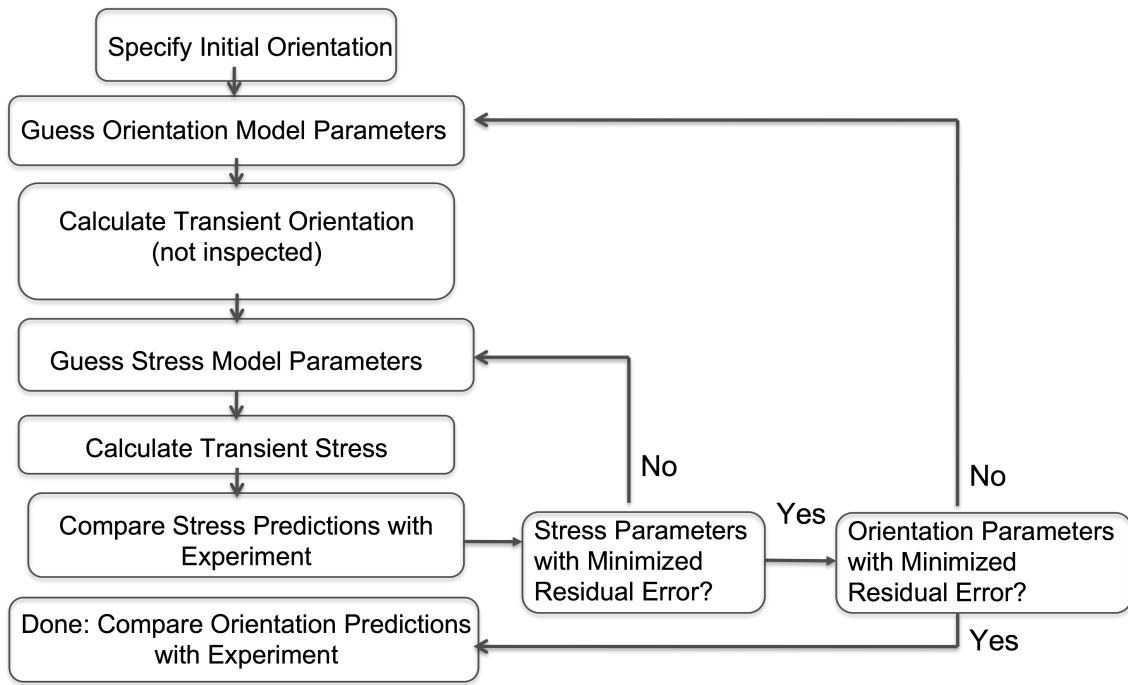 Specify Initial Orientation
Guess Orientation Model Parameters
Calculate Transient Orientation
(not inspected)
Guess Stress Model Parameters
Calculate Transient Stress
Compare Stress Predictions with
Experiment
Stress Parameters
with Minimized
Residual Error?
No
Yes
Orientation Parameters
with Minimized
Residual Error?
No
Yes
Done: Compare Orientation Predictions
with Experiment